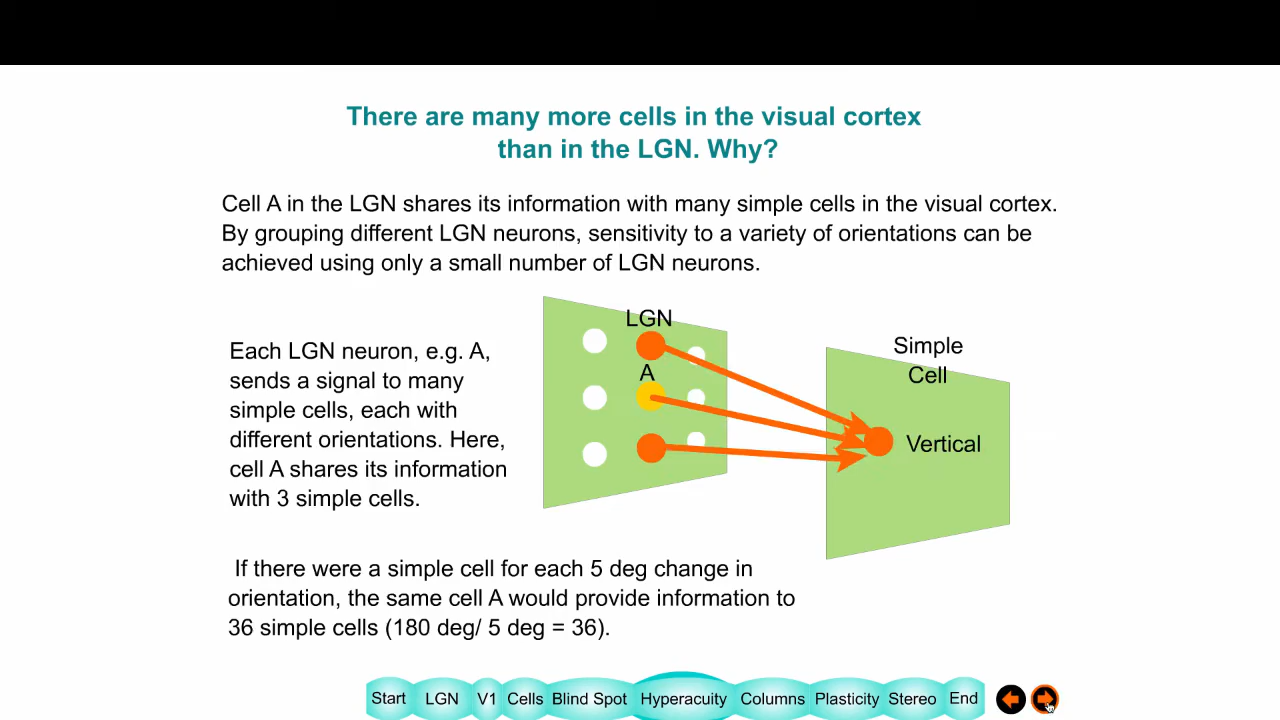 There are many more cells in the visual cortex
than in the LGN. Why?
Cell A in the LGN shares its information with many simple cells in the visual cortex.
By grouping different LGN neurons, sensitivity to a variety of orientations can be
achieved using only a small number of LGN neurons.
Each LGN neuron, e.g. A,
sends a signal to many
simple cells, each with
different orientations. Here,
cell A shares its information
with 3 simple cells.
LGN
A
Simple
Cell
Vertical
If there were a simple cell for each 5 deg change in
orientation, the same cell A would provide information to
36 simple cells (180 deg/ 5 deg = 36).
Start LGN V1 Cells Blind Spot Hyperacuity Columns Plasticity Stereo End